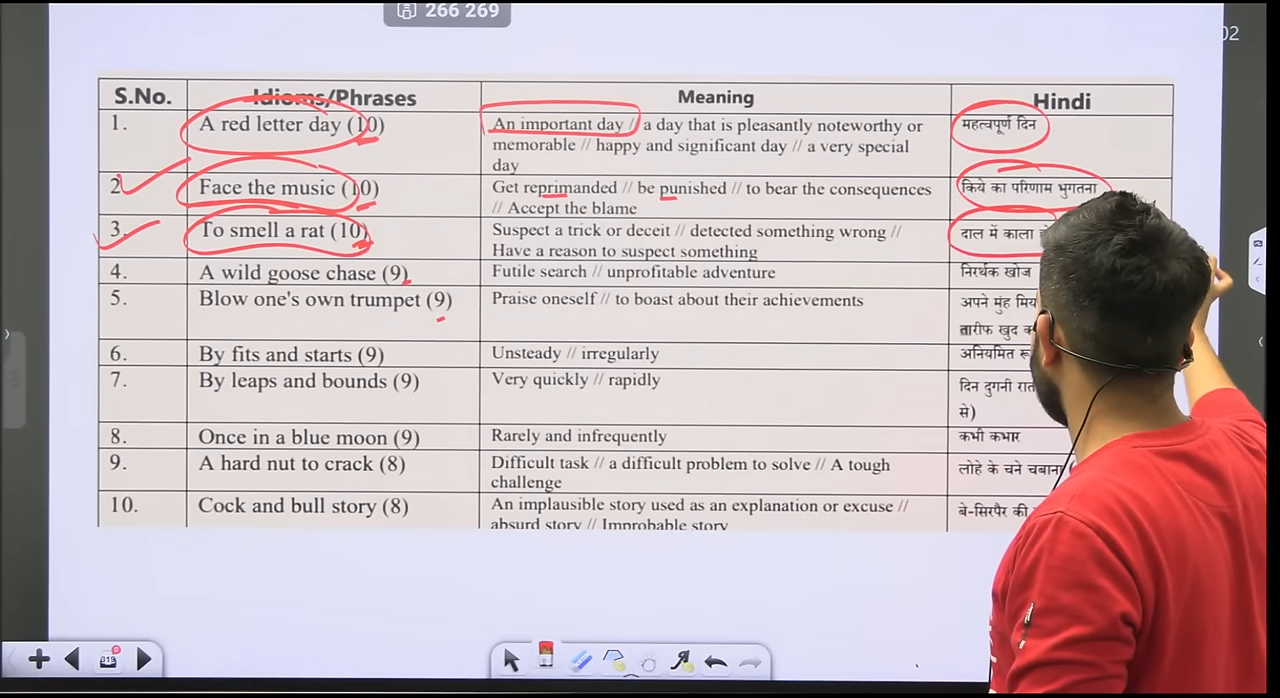 266 269
02
S.No. Idioms/Phrases Meaning Hindi
1. A red letter day (10) An important day // a day that is pleasantly noteworthy or महत्वपूर्ण दिन
memorable // happy and significant day // a very special
day
2 Face the music (10) Get reprimanded // be punished // to bear the consequences किये का परिणाम भुगतना
// Accept the blame
3. To smell a rat (10) Suspect a trick or deceit // detected something wrong // दाल में काला
Have a reason to suspect something
4. A wild goose chase (9) Futile search // unprofitable adventure निरर्थक खोज
5. Blow one's own trumpet (9) Praise oneself // to boast about their achievements अपने मुंह
तारीफ खुद
6. By fits and starts (9) Unsteady // irregularly अनियमित
7. By leaps and bounds (9) Very quickly // rapidly दिन दुगनी रात
से)
8. Once in a blue moon (9) Rarely and infrequently कभी कभार
9. A hard nut to crack (8) Difficult task // a difficult problem to solve // A tough लोहे के चने चबाना
challenge
10. Cock and bull story (8) An implausible story used as an explanation or excuse // बे-सिरपैर की
absurd story // Improbable story
319